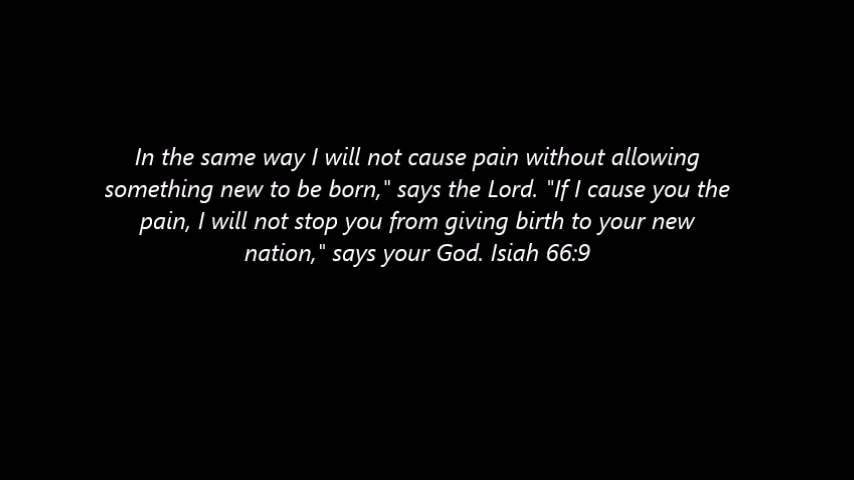 In the same way I will not cause pain without allowing
something new to be born," says the Lord. "If I cause you the
pain, I will not stop you from giving birth to your new
nation," says your God. Isiah 66:9